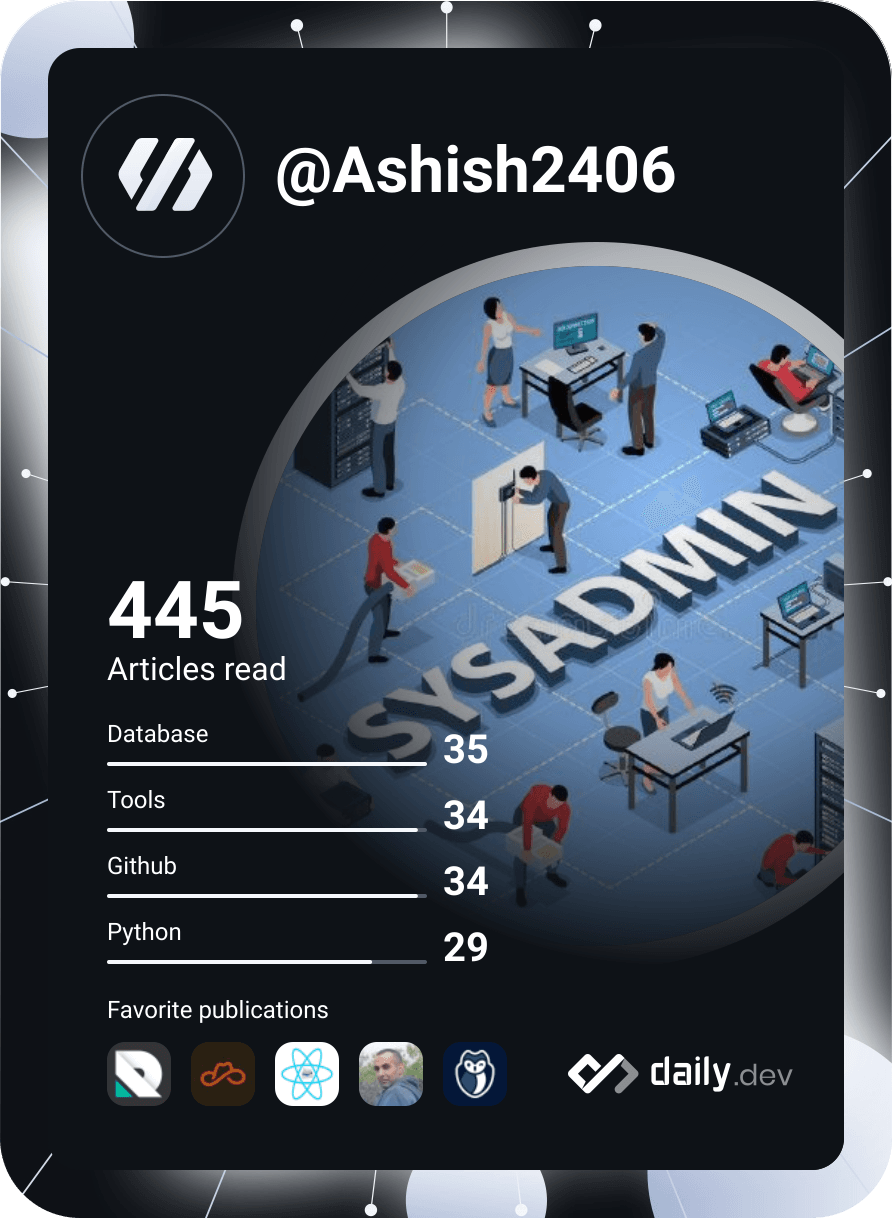 @Ashish2406
SYSADMIN
445
Articles read
Database
35
Tools
34
Github
34
Python
29
Favorite publications
daily.dev